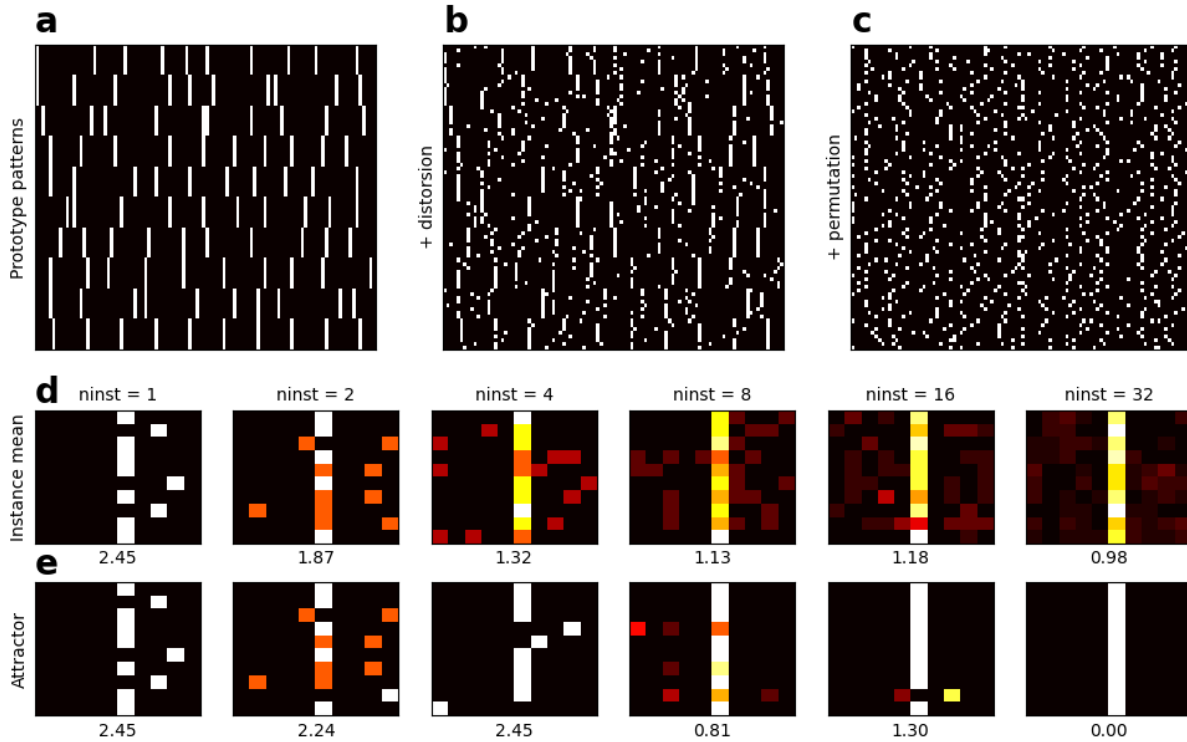 a
b
c
Prototype patterns
+ distorsion
+ permutation
d
ninst = 1
ninst = 2
ninst = 4
ninst = 8
ninst = 16
ninst = 32
Instance mean
2.45
1.87
1.32
1.13
1.18
0.98
e
Attractor
2.45
2.24
2.45
0.81
1.30
0.00